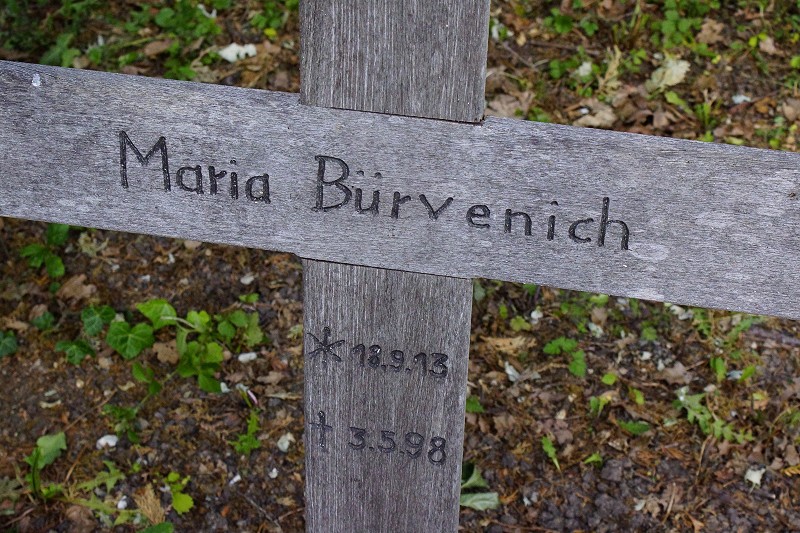 Maria Bürvenich
* 18.9.13
† 3.5.98